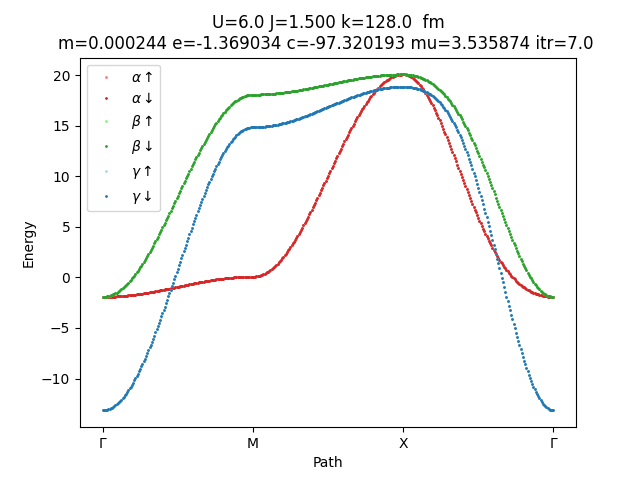 U=6.0 J=1.500 k=128.0 fm
m=0.000244 e=-1.369034 c=-97.320193 mu=3.535874 itr=7.0
α↑
α↓
β↑
β↓
γ↑
γ↓
20
15
10
5
0
−5
−10
Energy
Γ M X Γ
Path